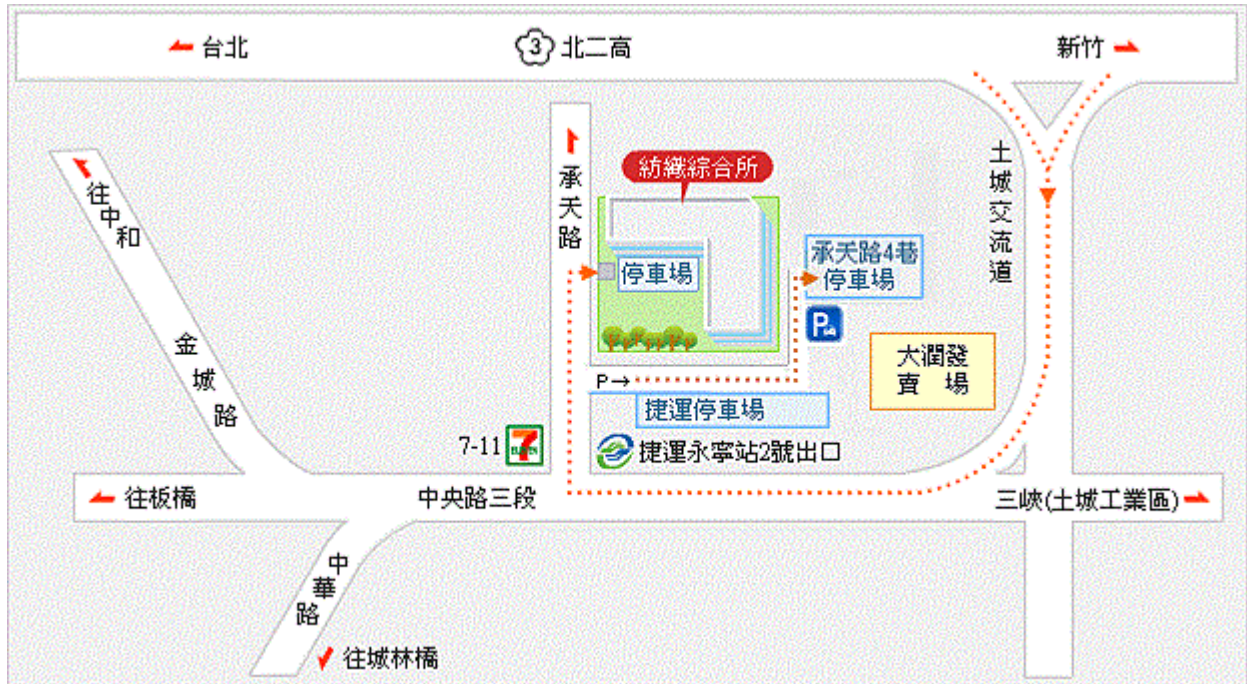 台北
3 北二高
新竹
往中和
金城路
承天路
紡織綜合所
停車場
承天路4巷
停車場
P
土城交流道
大潤發
賣 場
P→
捷運停車場
7-11
7
ELEVEN
捷運永寧站2號出口
往板橋
中央路三段
三峽(土城工業區)
中華路
往城林橋